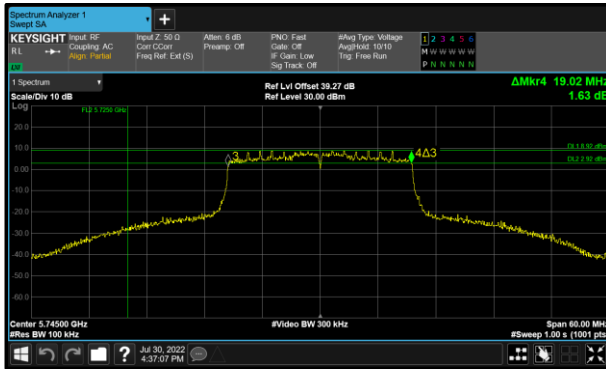 Spectrum Analyzer 1
Swept SA
KEYSIGHT
RL
Input: RF
Coupling: AC
Align: Partial
Input Z: 50 Ω
Corr CCorr
Freq Ref: Ext (S)
Atten: 6 dB
Preamp: Off
PNO: Fast
Gate: Off
IF Gain: Low
Sig Track: Off
#Avg Type: Voltage
Avg|Hold: 10/10
Trig: Free Run
1 2 3 4 5 6
M W W W W W
P N N N N N
1 Spectrum
Scale/Div 10 dB
Ref Lvl Offset 39.27 dB
Ref Level 30.00 dBm
ΔMkr4 19.02 MHz
1.63 dB
Log
FL2 5.7250 GHz
20.0
10.0
DL1 8.92 dBm
3
4Δ3
DL2 2.92 dBm
0.00
-10.0
-20.0
-30.0
-40.0
-50.0
-60.0
Center 5.74500 GHz
#Video BW 300 kHz
Span 60.00 MHz
#Res BW 100 kHz
#Sweep 1.00 s (1001 pts)
?
Jul 30, 2022
4:37:07 PM